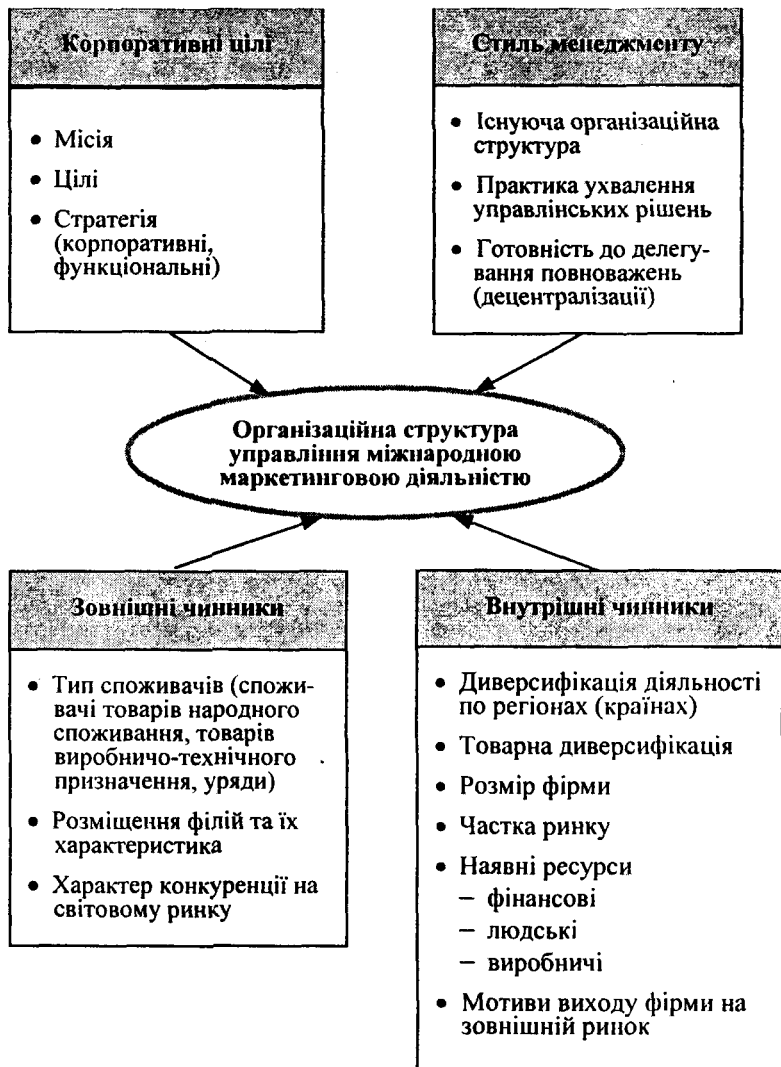 Корпоративні цілі
• Місія
• Цілі
• Стратегія
(корпоративні,
функціональні)
Стиль менеджменту
• Існуюча організаційна
структура
• Практика ухвалення
управлінських рішень
• Готовність до делегу-
вання повноважень
(децентралізації)
Організаційна структура
управління міжнародною
маркетинговою діяльністю
Зовнішні чинники
• Тип споживачів (спожи-
вачі товарів народного
споживання, товарів
виробничо-технічного
призначення, уряди)
• Розміщення філій та їх
характеристика
• Характер конкуренції на
світовому ринку
Внутрішні чинники
• Диверсифікація діяльності
по регіонах (країнах)
• Товарна диверсифікація
• Розмір фірми
• Частка ринку
• Наявні ресурси
– фінансові
– людські
– виробничі
• Мотиви виходу фірми на
зовнішній ринок